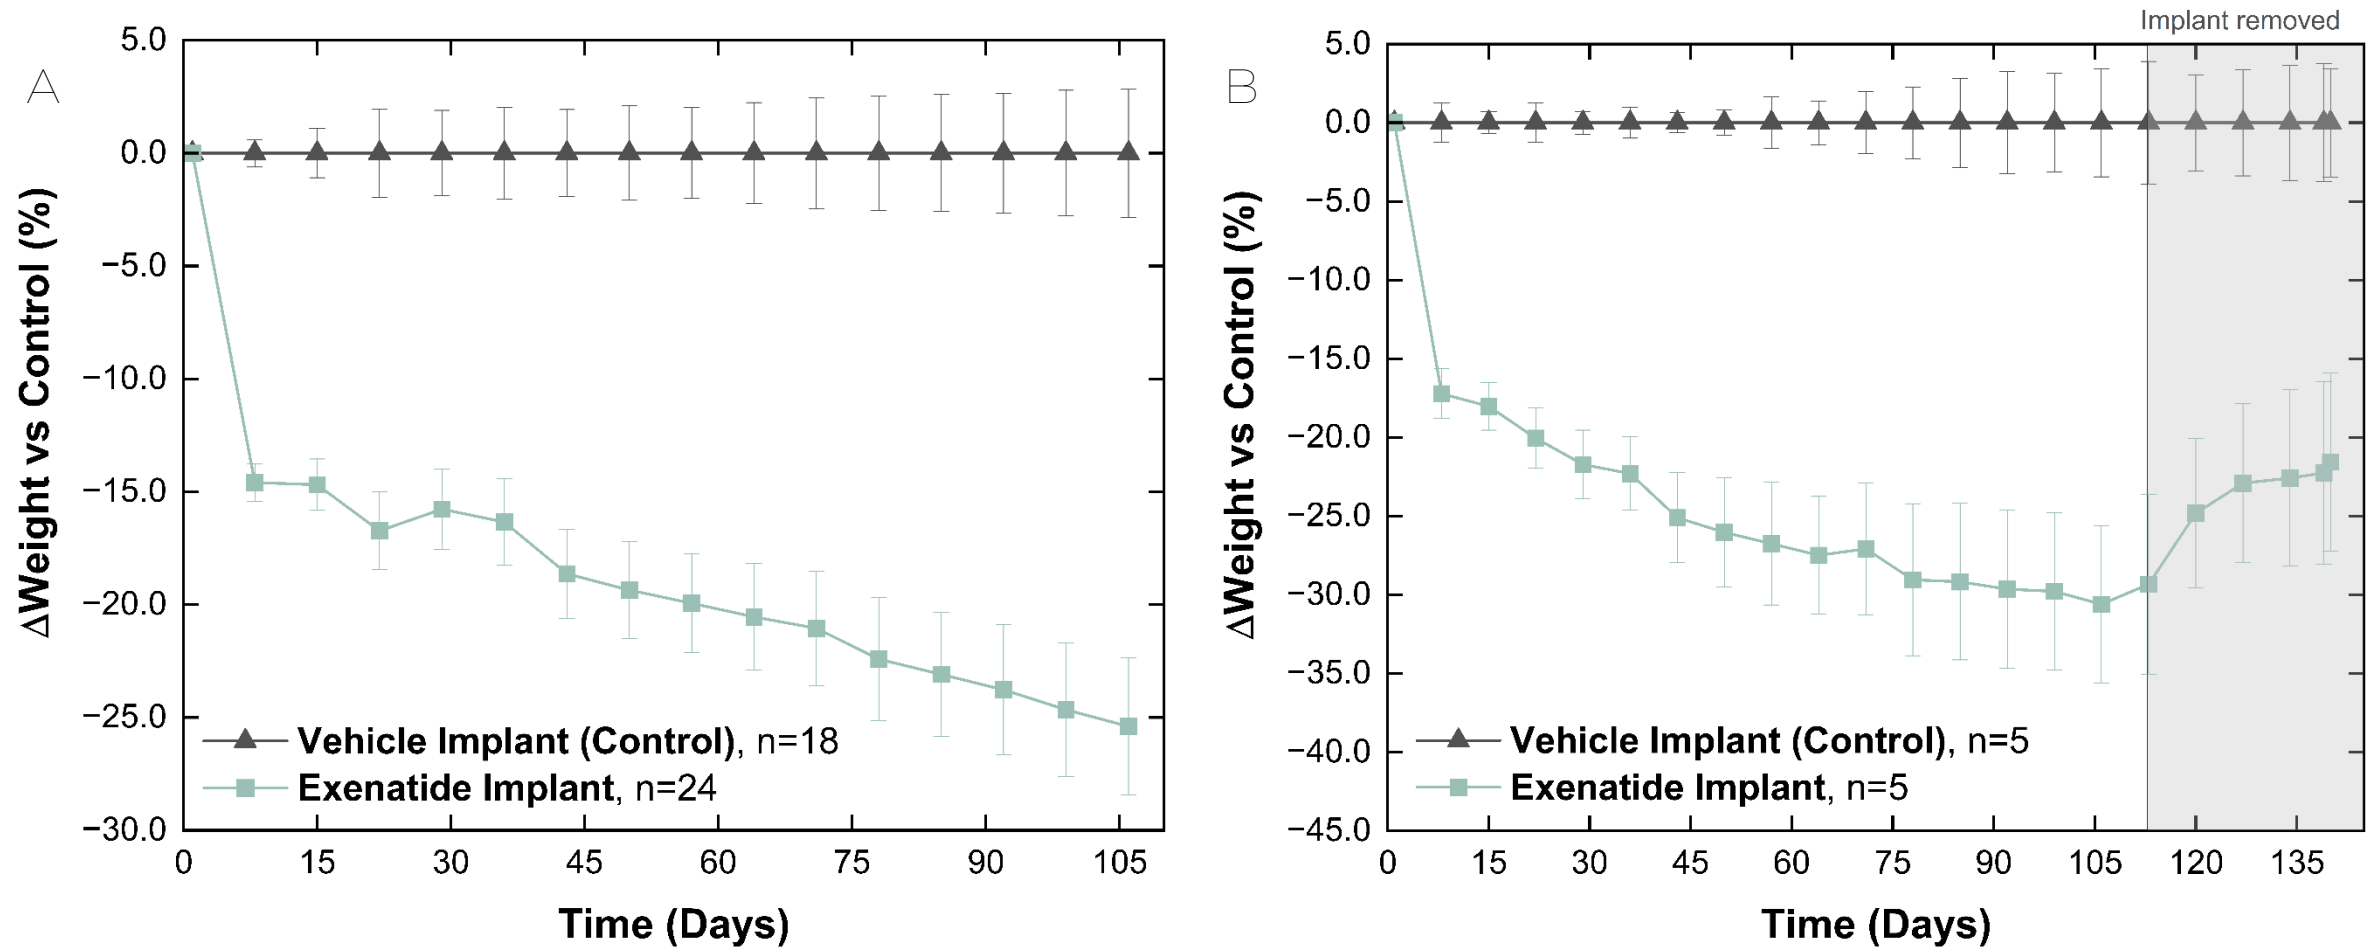 A
5.0
0.0
−5.0
−10.0
−15.0
−20.0
−25.0
−30.0
ΔWeight vs Control (%)
Vehicle Implant (Control), n=18
Exenatide Implant, n=24
0 15 30 45 60 75 90 105
Time (Days)
B
Implant removed
5.0
0.0
−5.0
−10.0
−15.0
−20.0
−25.0
−30.0
−35.0
−40.0
−45.0
ΔWeight vs Control (%)
Vehicle Implant (Control), n=5
Exenatide Implant, n=5
0 15 30 45 60 75 90 105 120 135
Time (Days)